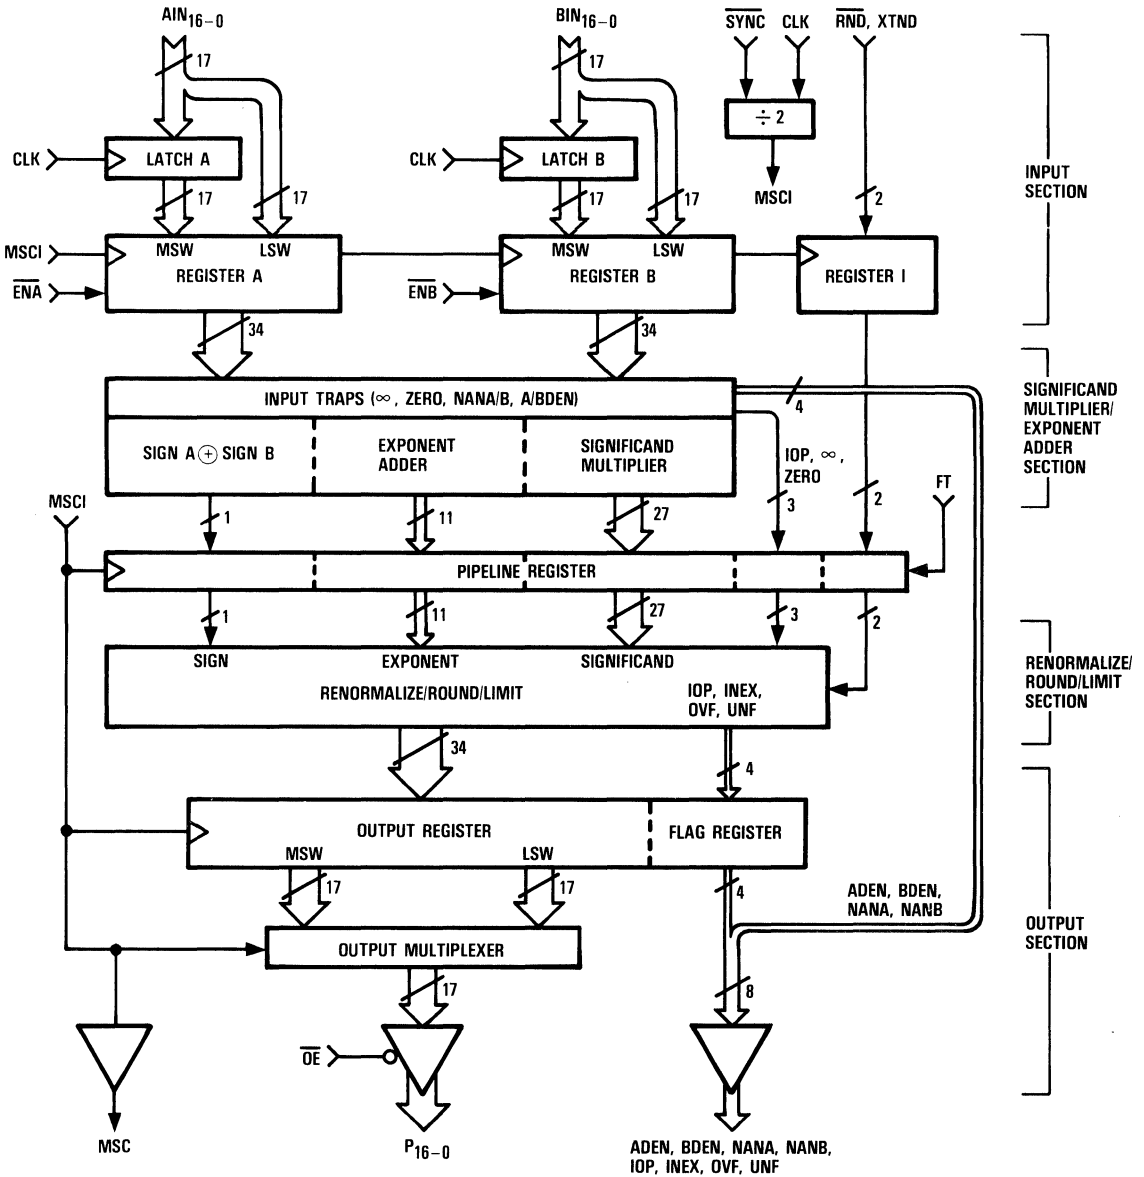 AIN16–0
BIN16–0
SYNC CLK RND, XTND
17
17
÷ 2
CLK
LATCH A
CLK
LATCH B
MSCI
17
17
17
17
2
INPUT
SECTION
MSCI
MSW LSW
REGISTER A
MSW LSW
REGISTER B
REGISTER I
ENA
ENB
34
34
INPUT TRAPS (∞, ZERO, NANA/B, A/BDEN)
4
SIGNIFICAND
MULTIPLIER/
EXPONENT
ADDER
SECTION
SIGN A ⊕ SIGN B
EXPONENT
ADDER
SIGNIFICAND
MULTIPLIER
IOP, ∞,
ZERO
MSCI
FT
1
11
27
3
2
PIPELINE REGISTER
1
11
27
3
2
SIGN EXPONENT SIGNIFICAND
RENORMALIZE/ROUND/LIMIT
IOP, INEX,
OVF, UNF
RENORMALIZE/
ROUND/LIMIT
SECTION
34
4
OUTPUT REGISTER
FLAG REGISTER
MSW LSW
17
17
4
ADEN, BDEN,
NANA, NANB
OUTPUT
SECTION
OUTPUT MULTIPLEXER
17
8
OE
MSC
P16–0
ADEN, BDEN, NANA, NANB,
IOP, INEX, OVF, UNF